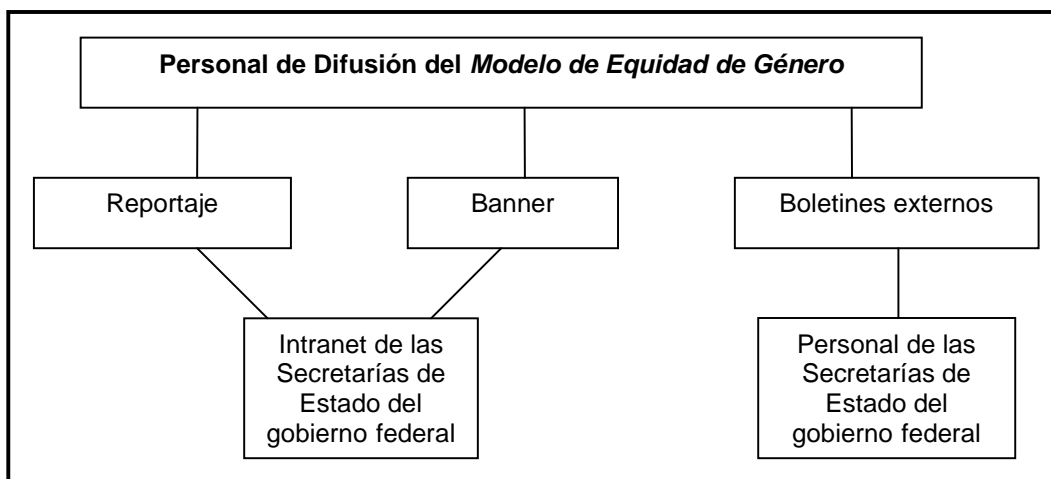 Personal de Difusión del Modelo de Equidad de Género
Reportaje
Banner
Boletines externos
Intranet de las
Secretarías de
Estado del
gobierno federal
Personal de las
Secretarías de
Estado del
gobierno federal